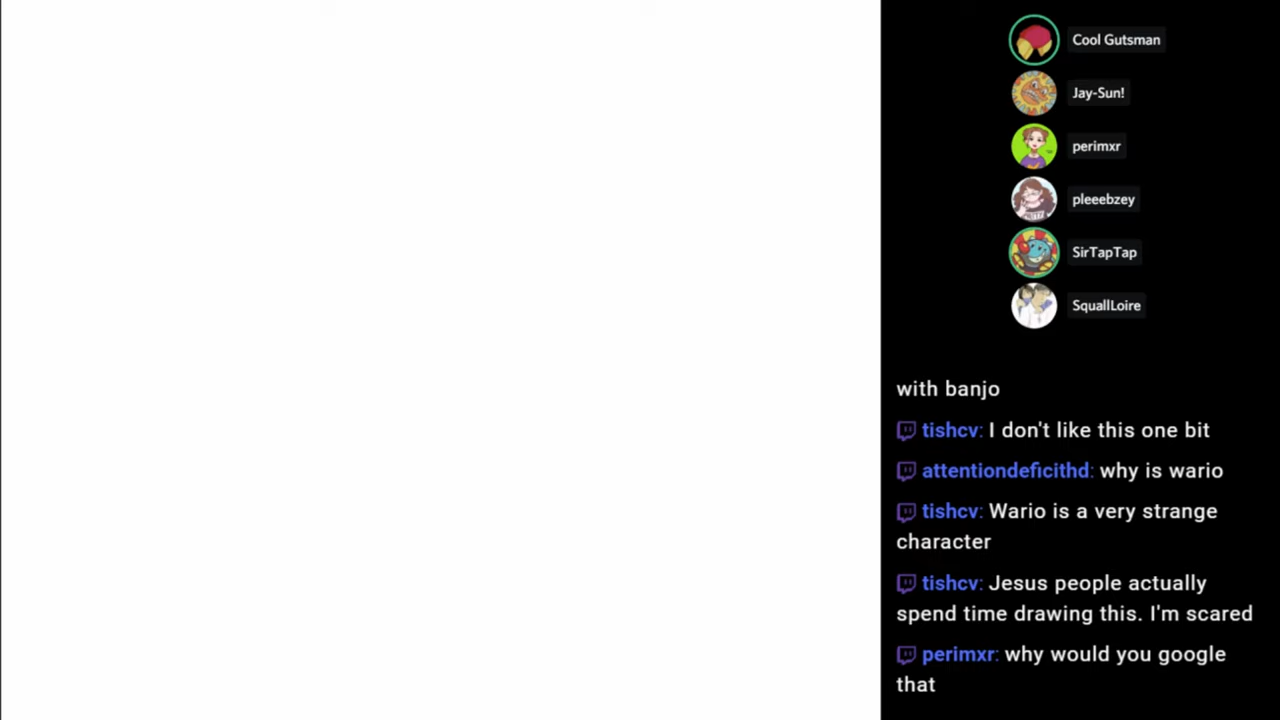 Cool Gutsman
Jay-Sun!
perimxr
pleeebzey
SirTapTap
SquallLoire
with banjo
tishcv: I don't like this one bit
attentiondeficithd: why is wario
tishcv: Wario is a very strange
character
tishcv: Jesus people actually
spend time drawing this. I'm scared
perimxr: why would you google
that